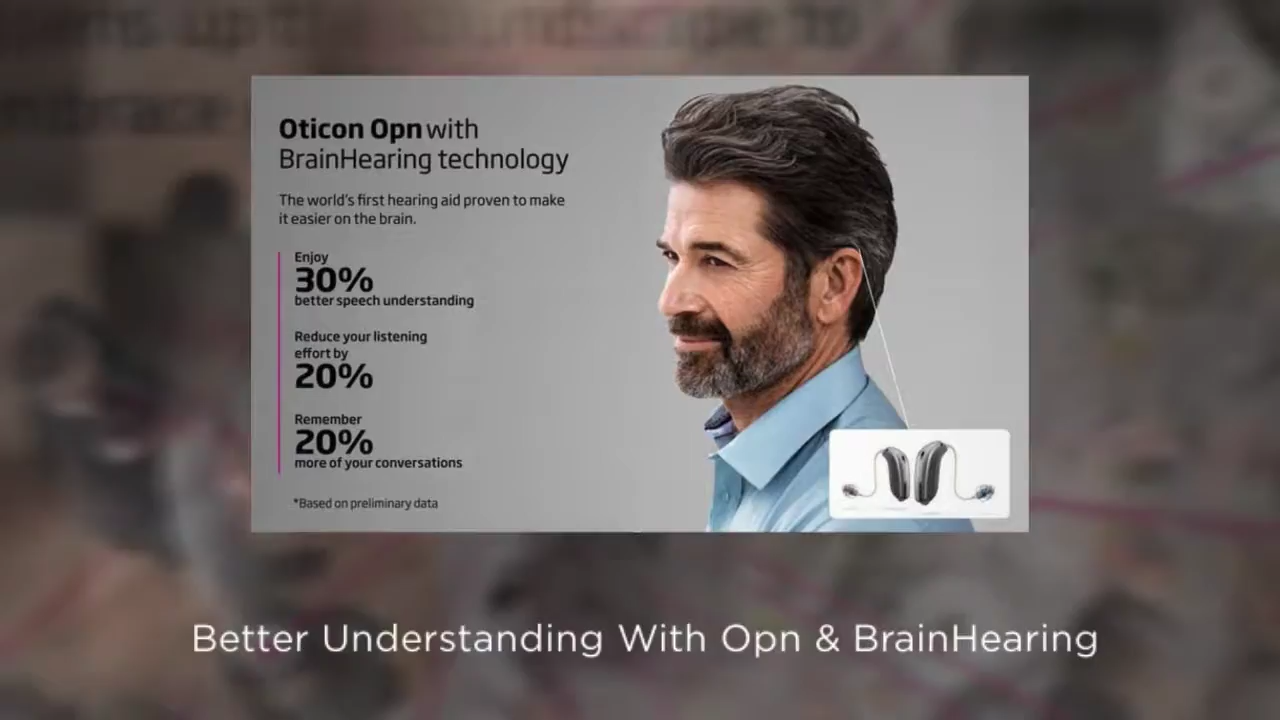 Oticon Opn with
BrainHearing technology
The world's first hearing aid proven to make
it easier on the brain.
Enjoy
30%
better speech understanding
Reduce your listening
effort by
20%
Remember
20%
more of your conversations
*Based on preliminary data
Better Understanding With Opn & BrainHearing